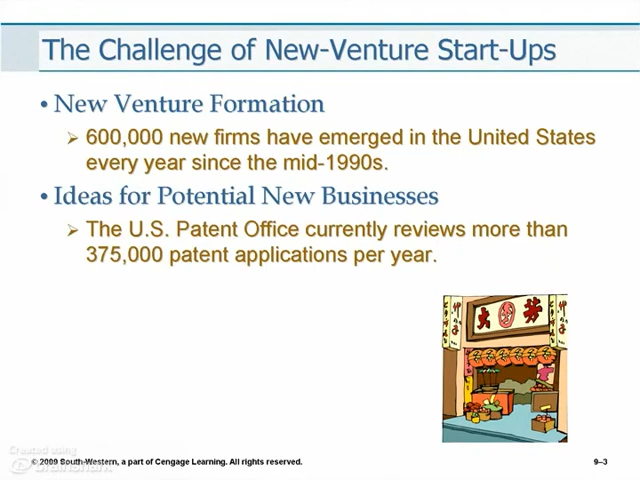 The Challenge of New-Venture Start-Ups
• New Venture Formation
➢ 600,000 new firms have emerged in the United States
every year since the mid-1990s.
• Ideas for Potential New Businesses
➢ The U.S. Patent Office currently reviews more than
375,000 patent applications per year.
Created using
© 2009 South-Western, a part of Cengage Learning. All rights reserved.
9–3